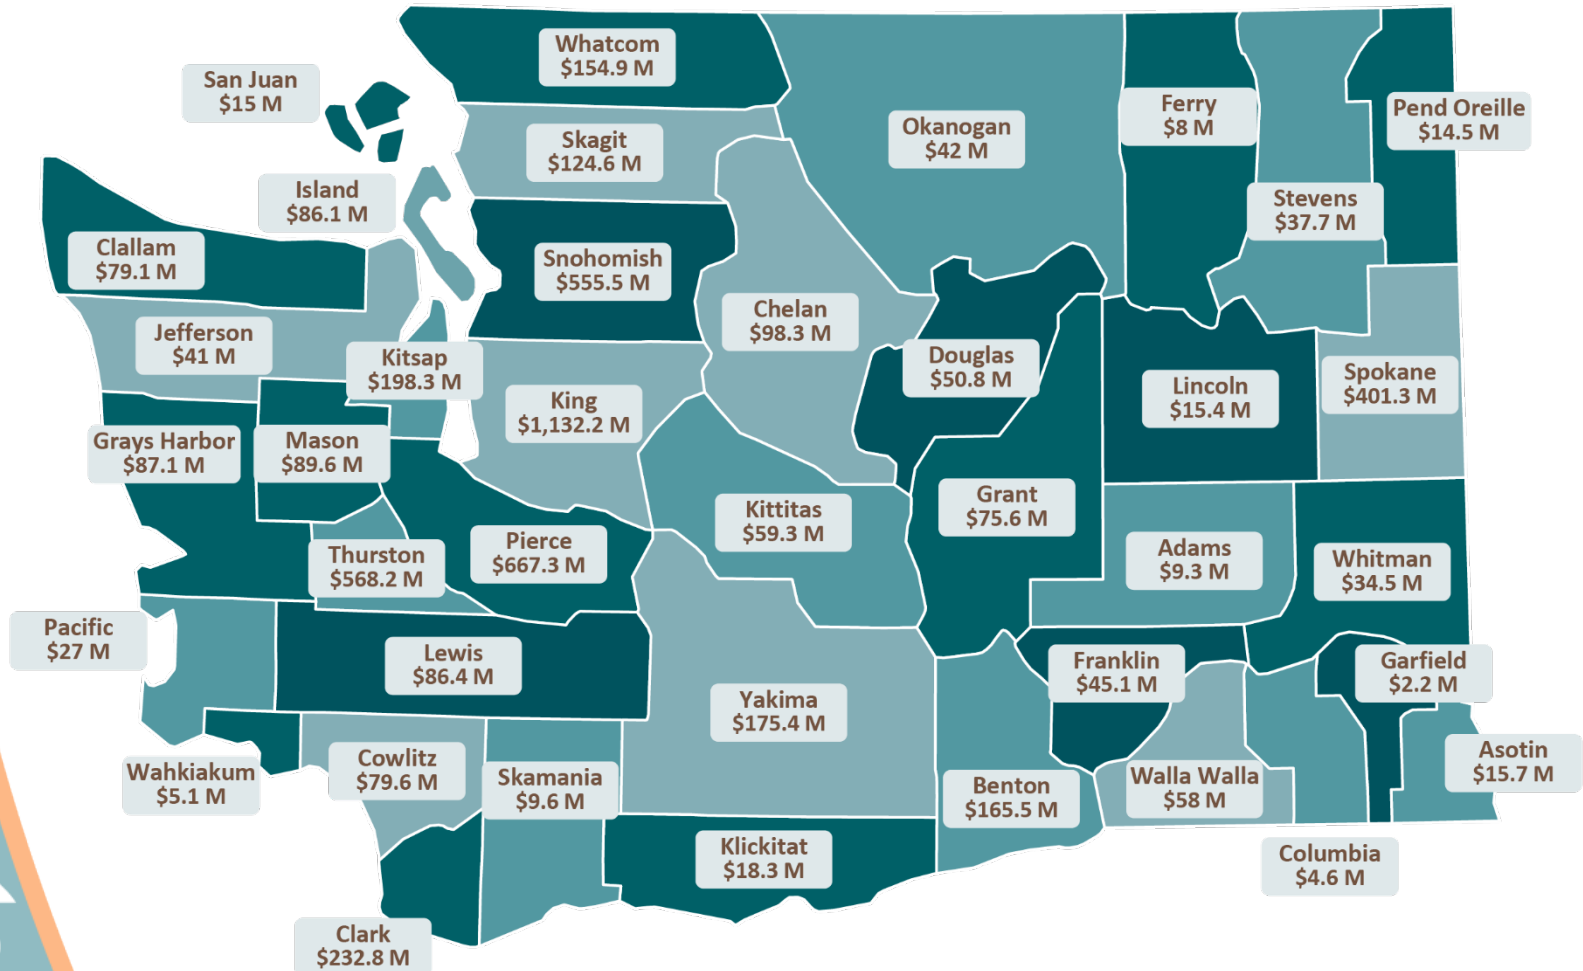 Whatcom
$154.9 M
San Juan
$15 M
Skagit
$124.6 M
Okanogan
$42 M
Ferry
$8 M
Pend Oreille
$14.5 M
Island
$86.1 M
Stevens
$37.7 M
Clallam
$79.1 M
Snohomish
$555.5 M
Chelan
$98.3 M
Jefferson
$41 M
Kitsap
$198.3 M
Douglas
$50.8 M
Lincoln
$15.4 M
Spokane
$401.3 M
King
$1,132.2 M
Grays Harbor
$87.1 M
Mason
$89.6 M
Kittitas
$59.3 M
Grant
$75.6 M
Thurston
$568.2 M
Pierce
$667.3 M
Adams
$9.3 M
Whitman
$34.5 M
Pacific
$27 M
Lewis
$86.4 M
Yakima
$175.4 M
Franklin
$45.1 M
Garfield
$2.2 M
Wahkiakum
$5.1 M
Cowlitz
$79.6 M
Skamania
$9.6 M
Benton
$165.5 M
Walla Walla
$58 M
Asotin
$15.7 M
Klickitat
$18.3 M
Columbia
$4.6 M
Clark
$232.8 M